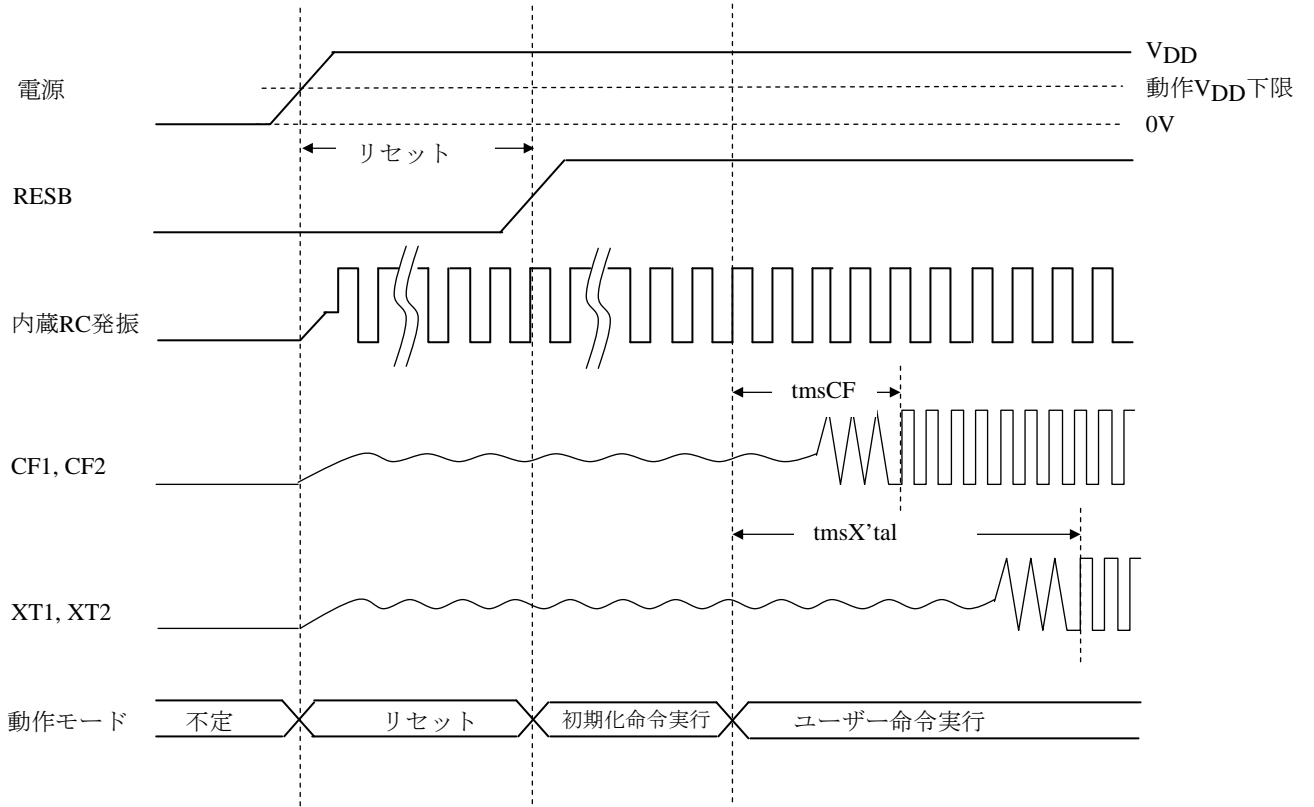 VDD
電源
動作VDD下限
0V
リセット
RESB
内蔵RC発振
tmsCF
CF1, CF2
tmsX’tal
XT1, XT2
動作モード 不定 リセット 初期化命令実行 ユーザー命令実行